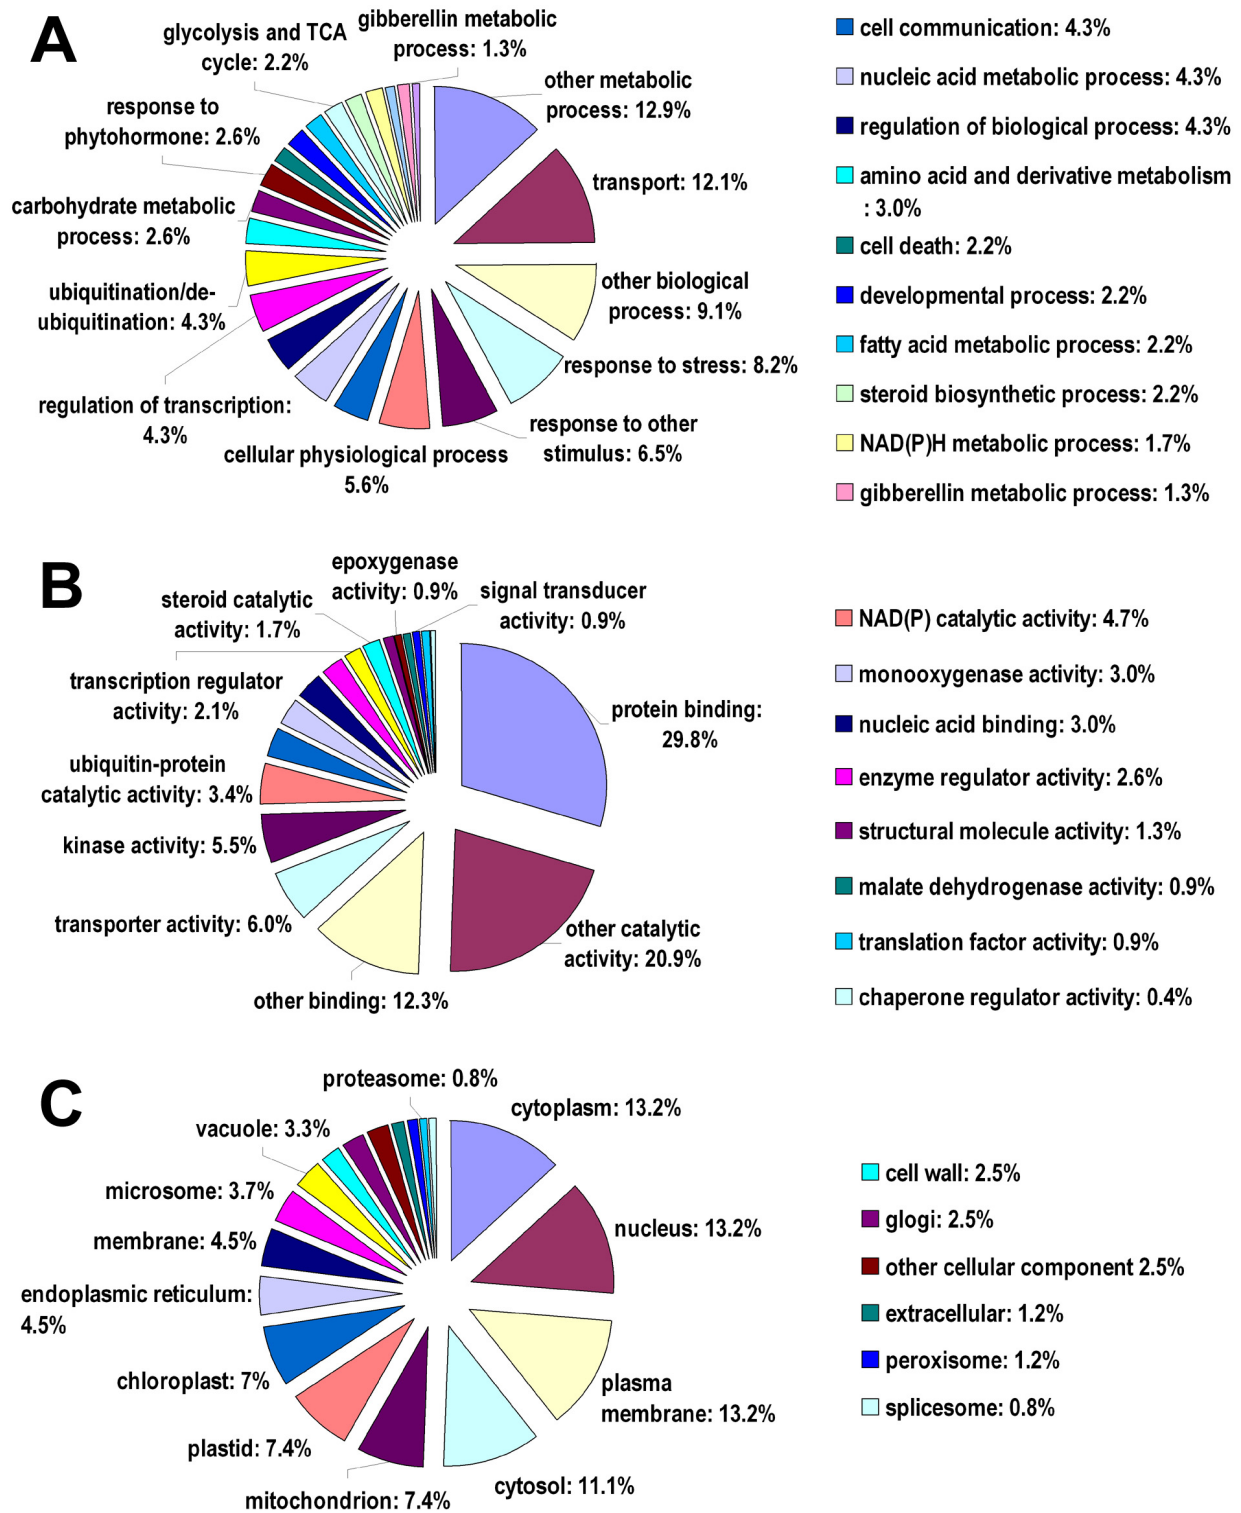 A
gibberellin metabolic
process: 1.3%
glycolysis and TCA
cycle: 2.2%
other metabolic
process: 12.9%
response to
phytohormone: 2.6%
transport: 12.1%
carbohydrate metabolic
process: 2.6%
other biological
process: 9.1%
ubiquitination/de-
ubiquitination: 4.3%
response to stress: 8.2%
regulation of transcription:
4.3%
response to other
stimulus: 6.5%
cellular physiological process
5.6%
cell communication: 4.3%
nucleic acid metabolic process: 4.3%
regulation of biological process: 4.3%
amino acid and derivative metabolism
: 3.0%
cell death: 2.2%
developmental process: 2.2%
fatty acid metabolic process: 2.2%
steroid biosynthetic process: 2.2%
NAD(P)H metabolic process: 1.7%
gibberellin metabolic process: 1.3%
B
epoxygenase
activity: 0.9%
signal transducer
activity: 0.9%
steroid catalytic
activity: 1.7%
transcription regulator
activity: 2.1%
protein binding:
29.8%
ubiquitin-protein
catalytic activity: 3.4%
kinase activity: 5.5%
transporter activity: 6.0%
other catalytic
activity: 20.9%
other binding: 12.3%
NAD(P) catalytic activity: 4.7%
monooxygenase activity: 3.0%
nucleic acid binding: 3.0%
enzyme regulator activity: 2.6%
structural molecule activity: 1.3%
malate dehydrogenase activity: 0.9%
translation factor activity: 0.9%
chaperone regulator activity: 0.4%
C
proteasome: 0.8%
cytoplasm: 13.2%
vacuole: 3.3%
microsome: 3.7%
nucleus: 13.2%
membrane: 4.5%
endoplasmic reticulum:
4.5%
chloroplast: 7%
plasma
membrane: 13.2%
plastid: 7.4%
cytosol: 11.1%
mitochondrion: 7.4%
cell wall: 2.5%
glogi: 2.5%
other cellular component 2.5%
extracellular: 1.2%
peroxisome: 1.2%
splicesome: 0.8%